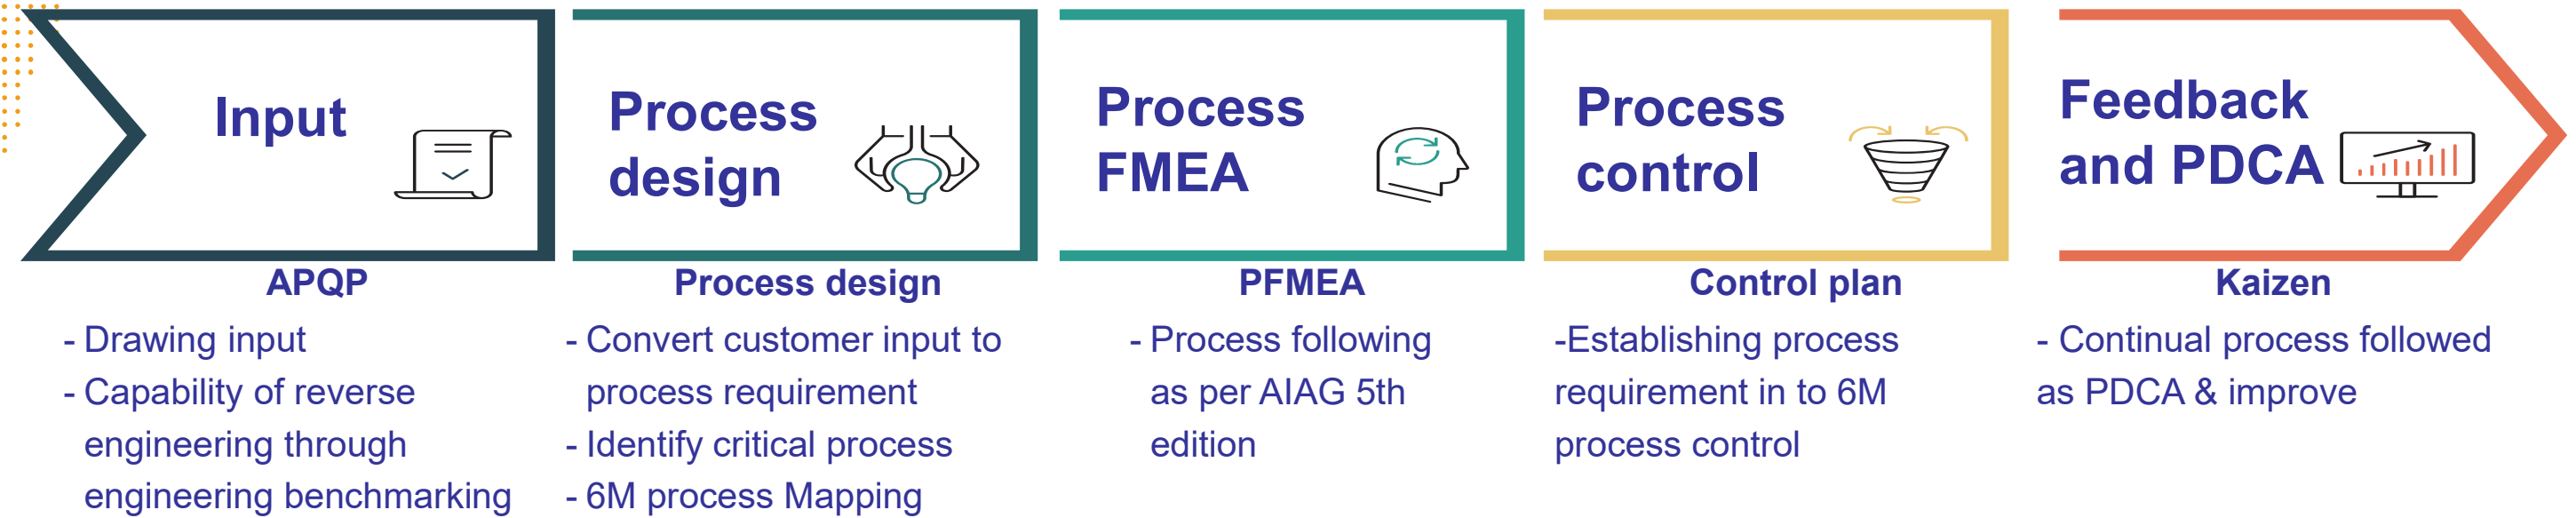 Input
Process
design
Process
FMEA
Process
control
Feedback
and PDCA
APQP
- Drawing input
- Capability of reverse
engineering through
engineering benchmarking
Process design
- Convert customer input to
process requirement
- Identify critical process
- 6M process Mapping
PFMEA
- Process following
as per AIAG 5th
edition
Control plan
-Establishing process
requirement in to 6M
process control
Kaizen
- Continual process followed
as PDCA & improve